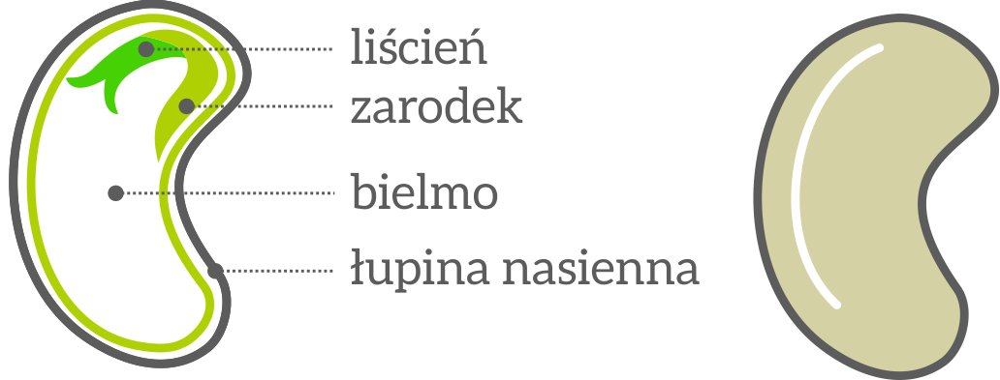 liścień
zarodek
bielmo
łupina nasienna